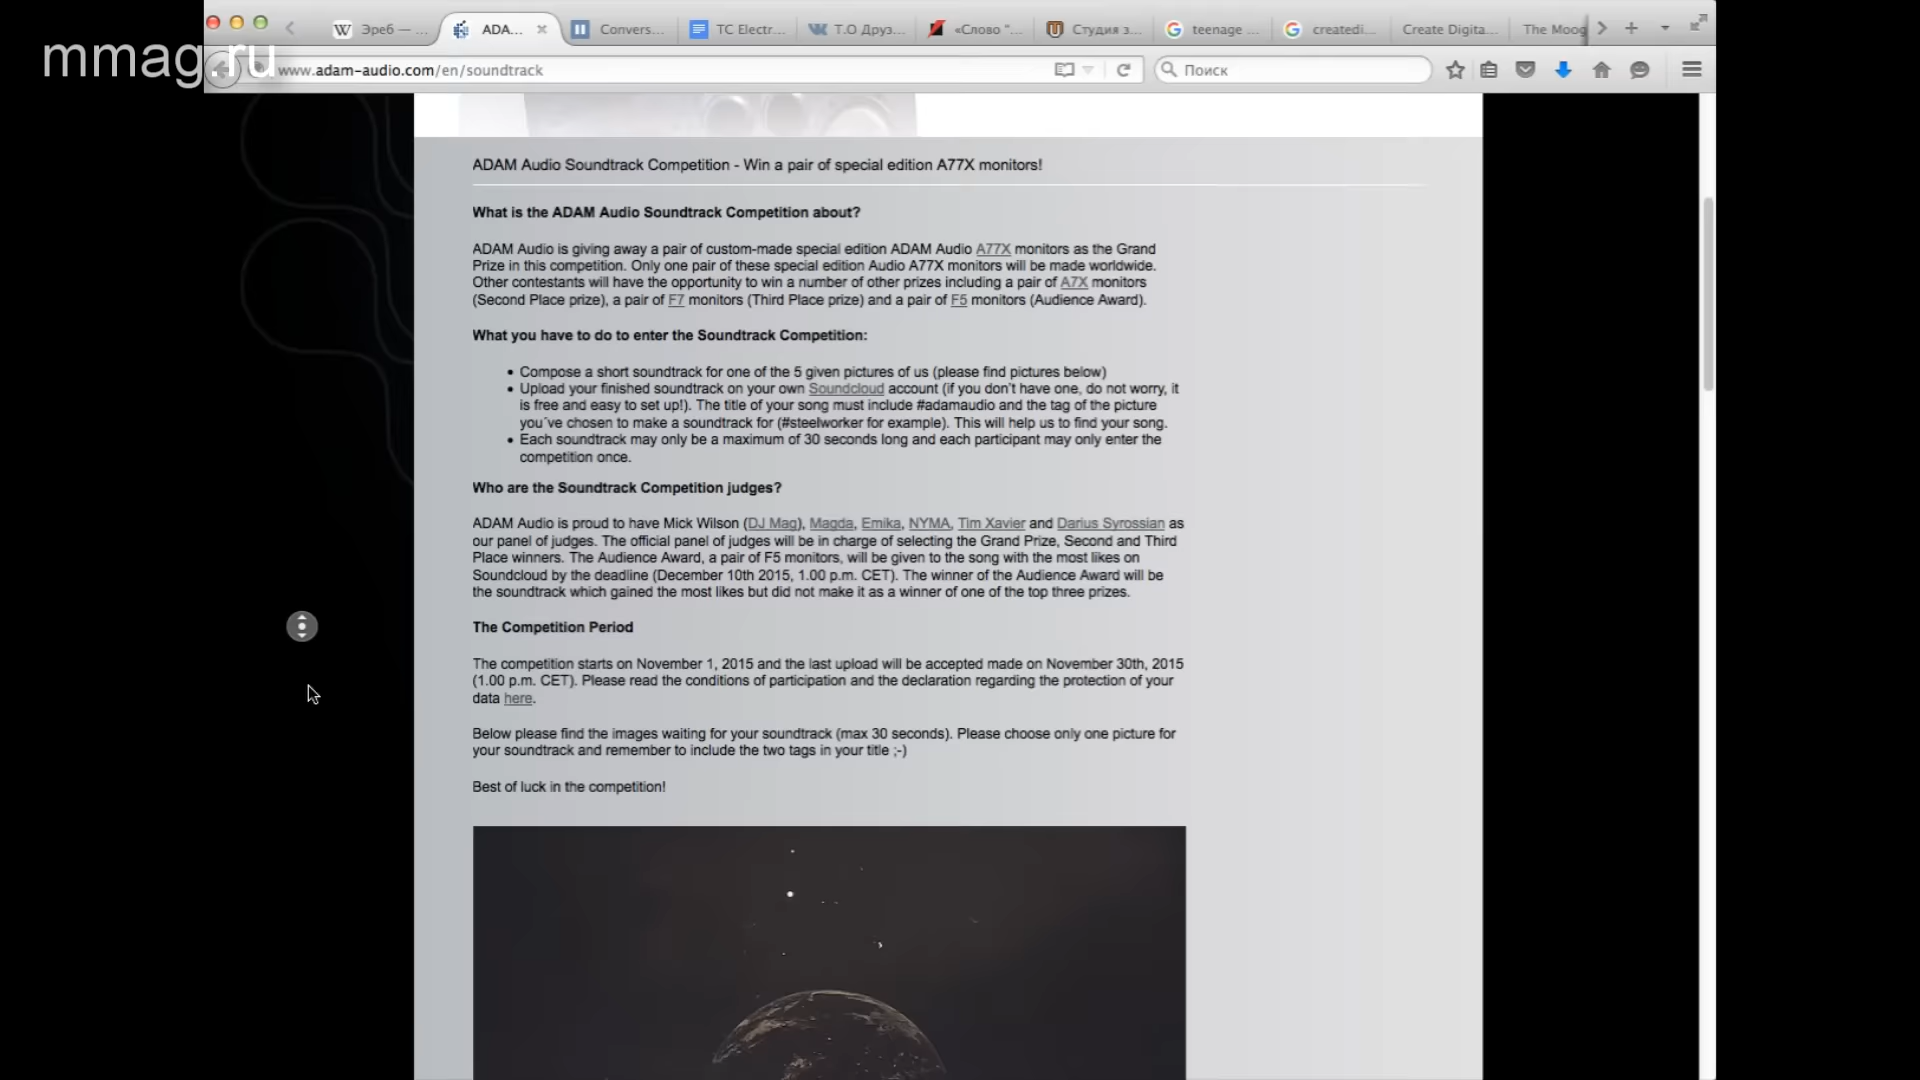 mmag.ru
Эреб — ...
ADA...
Convers...
TC Electr...
Т.О Друз...
«Слово "...
Студия з...
teenage ...
createdi...
Create Digita...
The Moog
www.adam-audio.com/en/soundtrack
Поиск
ADAM Audio Soundtrack Competition - Win a pair of special edition A77X monitors!
What is the ADAM Audio Soundtrack Competition about?
ADAM Audio is giving away a pair of custom-made special edition ADAM Audio A77X monitors as the Grand
Prize in this competition. Only one pair of these special edition Audio A77X monitors will be made worldwide.
Other contestants will have the opportunity to win a number of other prizes including a pair of A7X monitors
(Second Place prize), a pair of F7 monitors (Third Place prize) and a pair of F5 monitors (Audience Award).
What you have to do to enter the Soundtrack Competition:
• Compose a short soundtrack for one of the 5 given pictures of us (please find pictures below)
• Upload your finished soundtrack on your own Soundcloud account (if you don't have one, do not worry, it
is free and easy to set up!). The title of your song must include #adamaudio and the tag of the picture
you´ve chosen to make a soundtrack for (#steelworker for example). This will help us to find your song.
• Each soundtrack may only be a maximum of 30 seconds long and each participant may only enter the
competition once.
Who are the Soundtrack Competition judges?
ADAM Audio is proud to have Mick Wilson (DJ Mag), Magda, Emika, NYMA, Tim Xavier and Darius Syrossian as
our panel of judges. The official panel of judges will be in charge of selecting the Grand Prize, Second and Third
Place winners. The Audience Award, a pair of F5 monitors, will be given to the song with the most likes on
Soundcloud by the deadline (December 10th 2015, 1.00 p.m. CET). The winner of the Audience Award will be
the soundtrack which gained the most likes but did not make it as a winner of one of the top three prizes.
The Competition Period
The competition starts on November 1, 2015 and the last upload will be accepted made on November 30th, 2015
(1.00 p.m. CET). Please read the conditions of participation and the declaration regarding the protection of your
data here.
Below please find the images waiting for your soundtrack (max 30 seconds). Please choose only one picture for
your soundtrack and remember to include the two tags in your title ;-)
Best of luck in the competition!